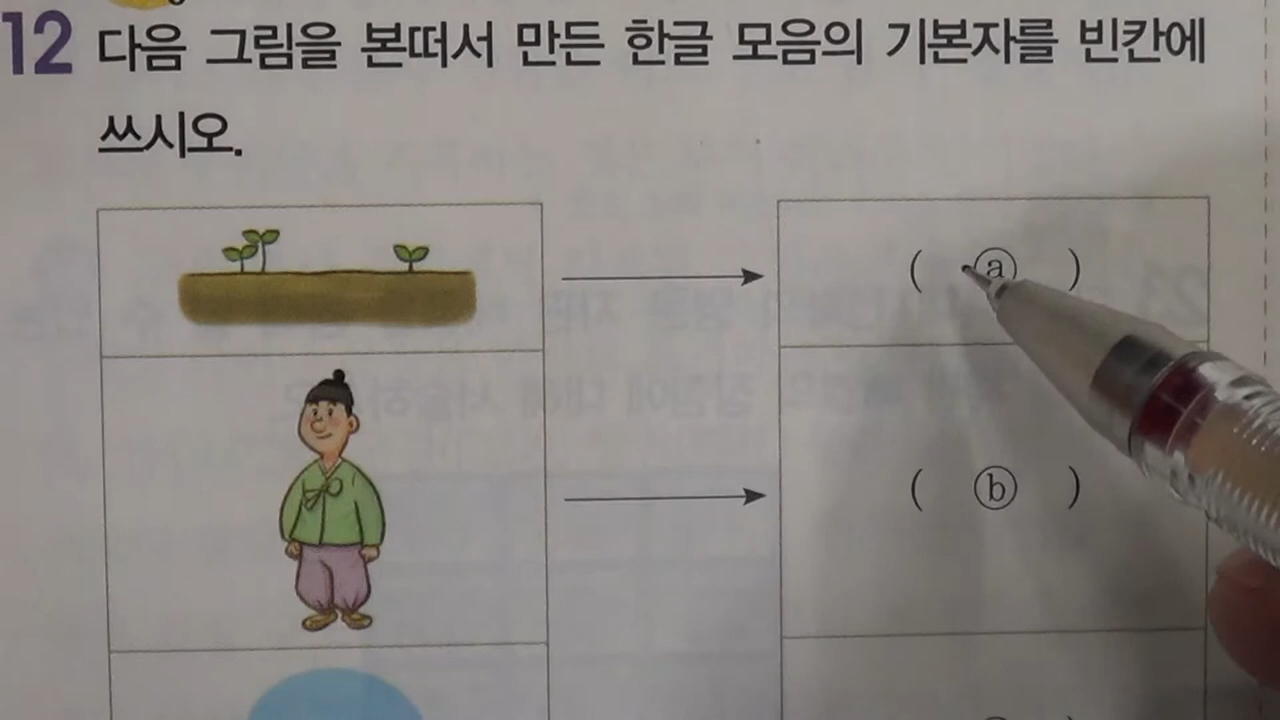 12 다음 그림을 본떠서 만든 한글 모음의 기본자를 빈칸에
쓰시오.
( ⓐ )
( ⓑ )